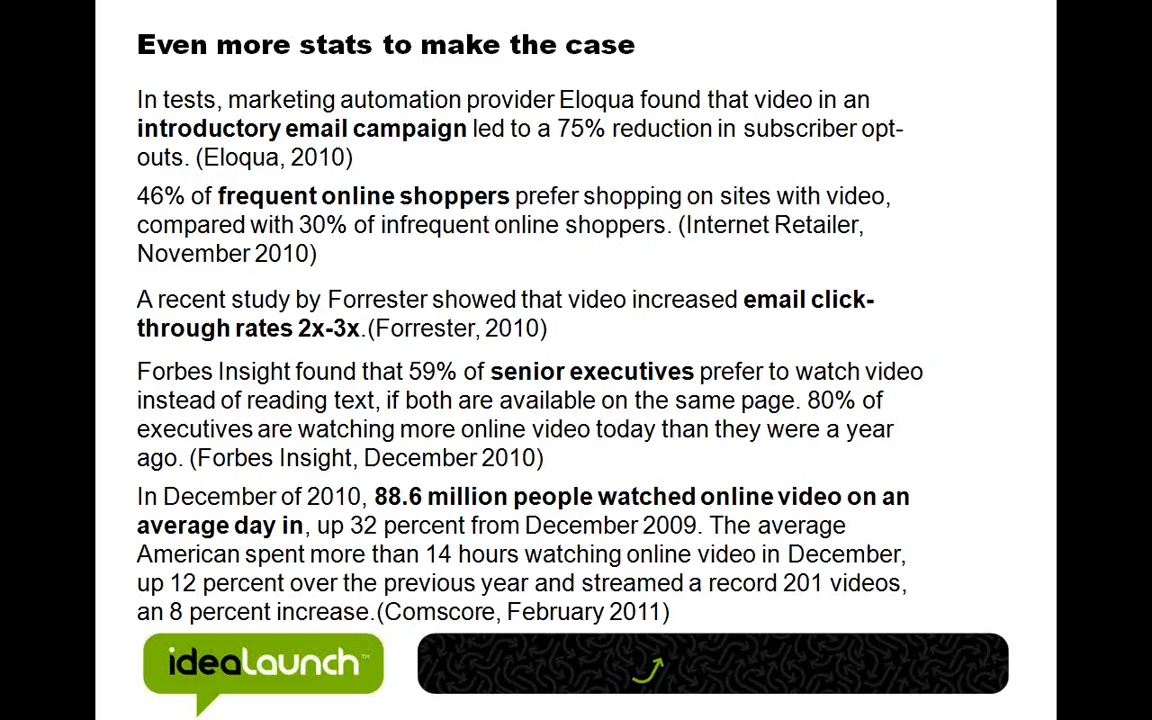 Even more stats to make the case
In tests, marketing automation provider Eloqua found that video in an
introductory email campaign led to a 75% reduction in subscriber opt-
outs. (Eloqua, 2010)
46% of frequent online shoppers prefer shopping on sites with video,
compared with 30% of infrequent online shoppers. (Internet Retailer,
November 2010)
A recent study by Forrester showed that video increased email click-
through rates 2x-3x.(Forrester, 2010)
Forbes Insight found that 59% of senior executives prefer to watch video
instead of reading text, if both are available on the same page. 80% of
executives are watching more online video today than they were a year
ago. (Forbes Insight, December 2010)
In December of 2010, 88.6 million people watched online video on an
average day in, up 32 percent from December 2009. The average
American spent more than 14 hours watching online video in December,
up 12 percent over the previous year and streamed a record 201 videos,
an 8 percent increase.(Comscore, February 2011)
ideaLaunch™